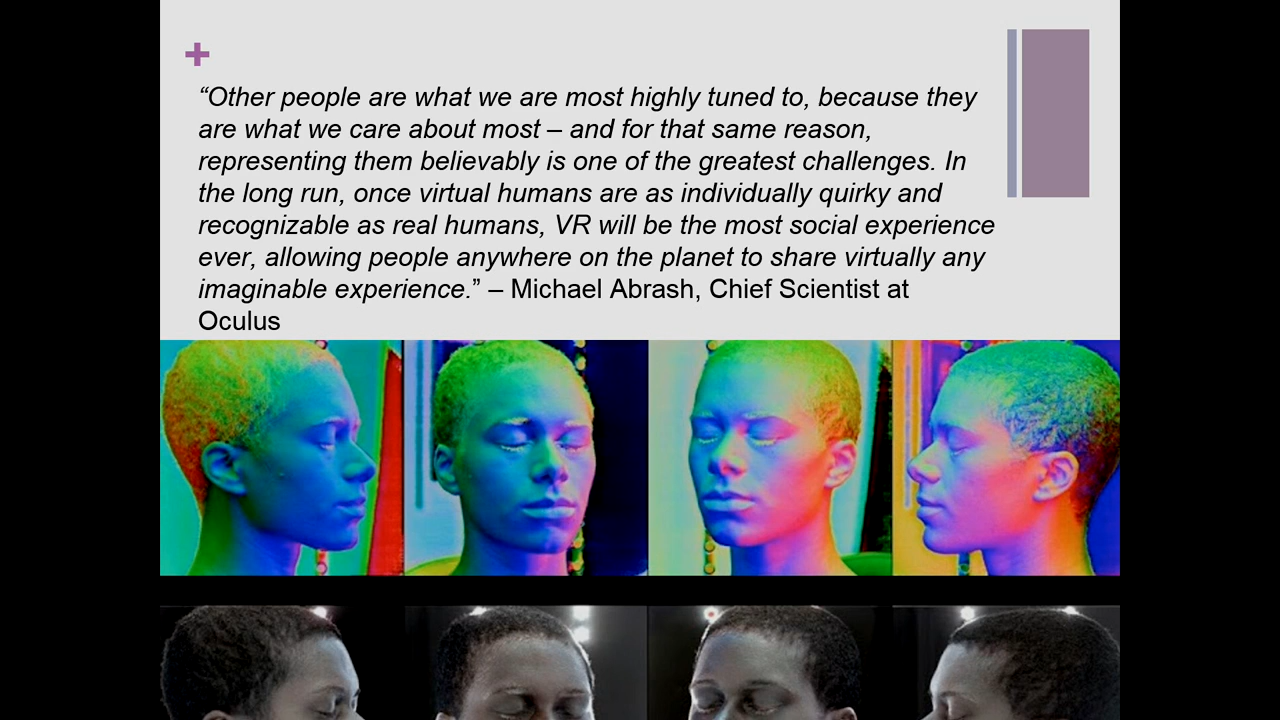 “Other people are what we are most highly tuned to, because they
are what we care about most – and for that same reason,
representing them believably is one of the greatest challenges. In
the long run, once virtual humans are as individually quirky and
recognizable as real humans, VR will be the most social experience
ever, allowing people anywhere on the planet to share virtually any
imaginable experience.” – Michael Abrash, Chief Scientist at
Oculus